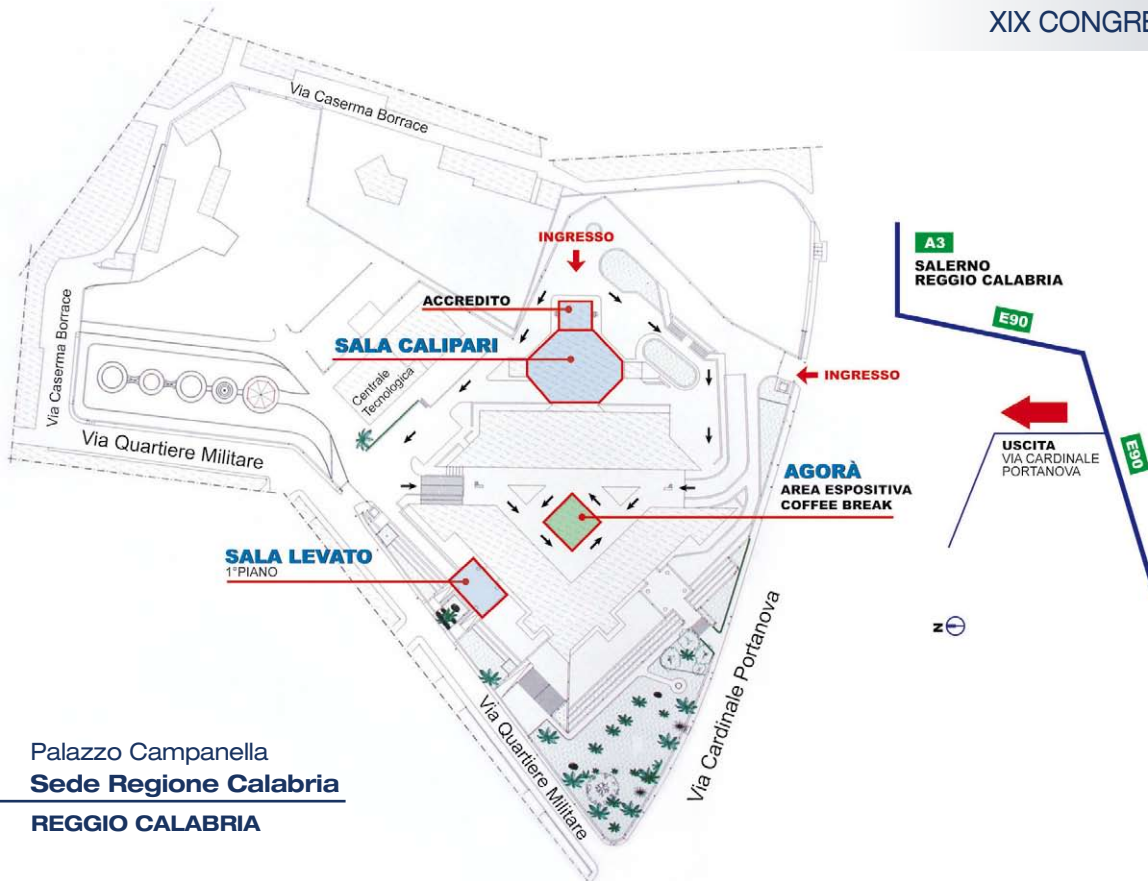 XIX CONGRE
Via Caserma Borrace
INGRESSO
A3
SALERNO
REGGIO CALABRIA
E90
ACCREDITO
SALA CALIPARI
Via Caserma Borrace
Centrale
Tecnologica
INGRESSO
USCITA
VIA CARDINALE
PORTANOVA
E90
Via Quartiere Militare
AGORÀ
AREA ESPOSITIVA
COFFEE BREAK
SALA LEVATO
1°PIANO
N
Via Cardinale Portanova
Via Quartiere Militare
Palazzo Campanella
Sede Regione Calabria
REGGIO CALABRIA